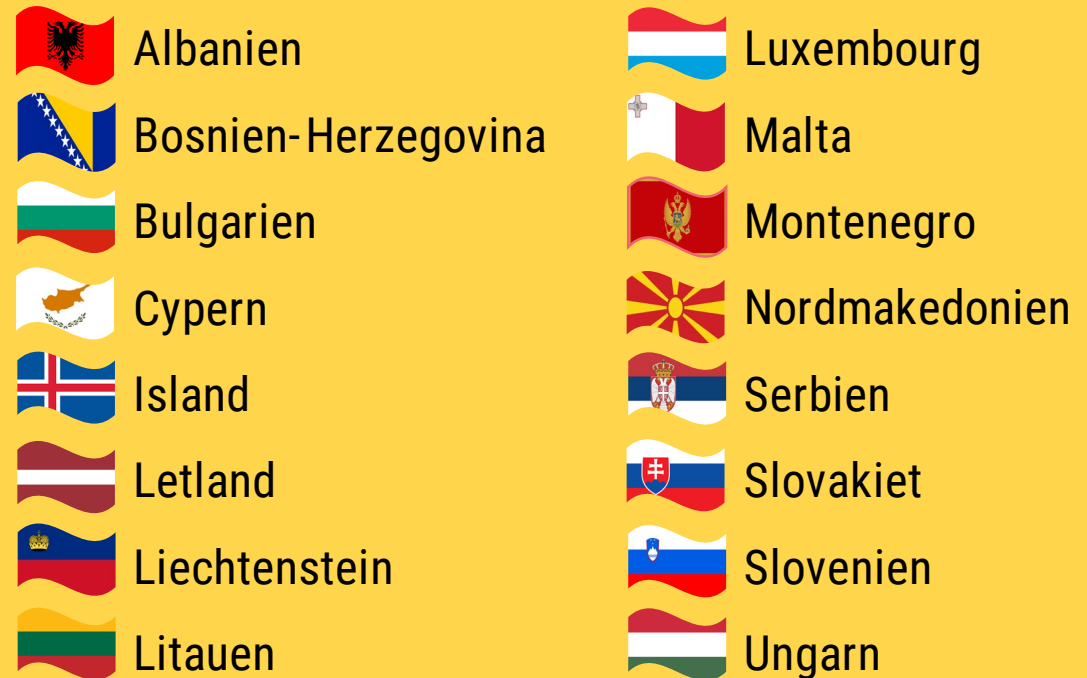 Albanien
Bosnien-Herzegovina
Bulgarien
Cypern
Island
Letland
Liechtenstein
Litauen
Luxembourg
Malta
Montenegro
Nordmakedonien
Serbien
Slovakiet
Slovenien
Ungarn